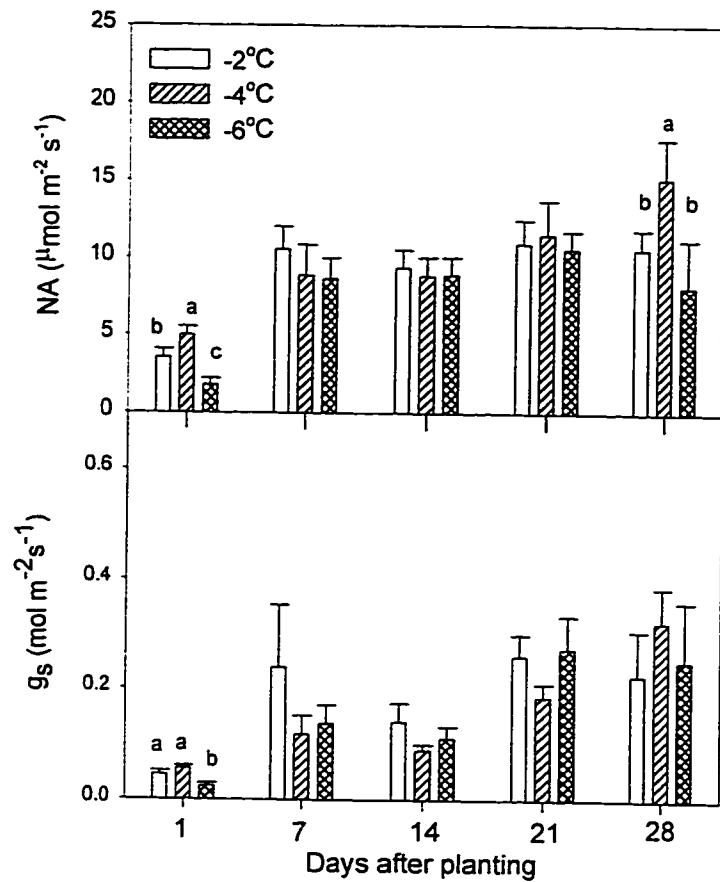 25
20
15
10
5
0
NA (μmol m⁻² s⁻¹)
-2°C
-4°C
-6°C
b a c
b a b
0.6
0.4
0.2
0.0
gs (mol m⁻²s⁻¹)
a a b
1 7 14 21 28
Days after planting